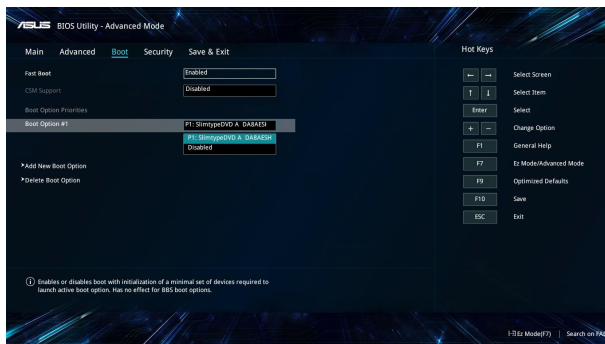 ASUS BIOS Utility - Advanced Mode
Main Advanced Boot Security Save & Exit
Hot Keys
Fast Boot Enabled
CSM Support Disabled
Boot Option Priorities
Boot Option #1 P1: SlimtypeDVD A DA8AESH
P1: SlimtypeDVD A DA8AESH
Disabled
>Add New Boot Option
>Delete Boot Option
← → Select Screen
↑ ↓ Select Item
Enter Select
+ − Change Option
F1 General Help
F7 Ez Mode/Advanced Mode
F9 Optimized Defaults
F10 Save
ESC Exit
Enables or disables boot with initialization of a minimal set of devices required to
launch active boot option. Has no effect for BBS boot options.
Ez Mode(F7) | Search on FAQ